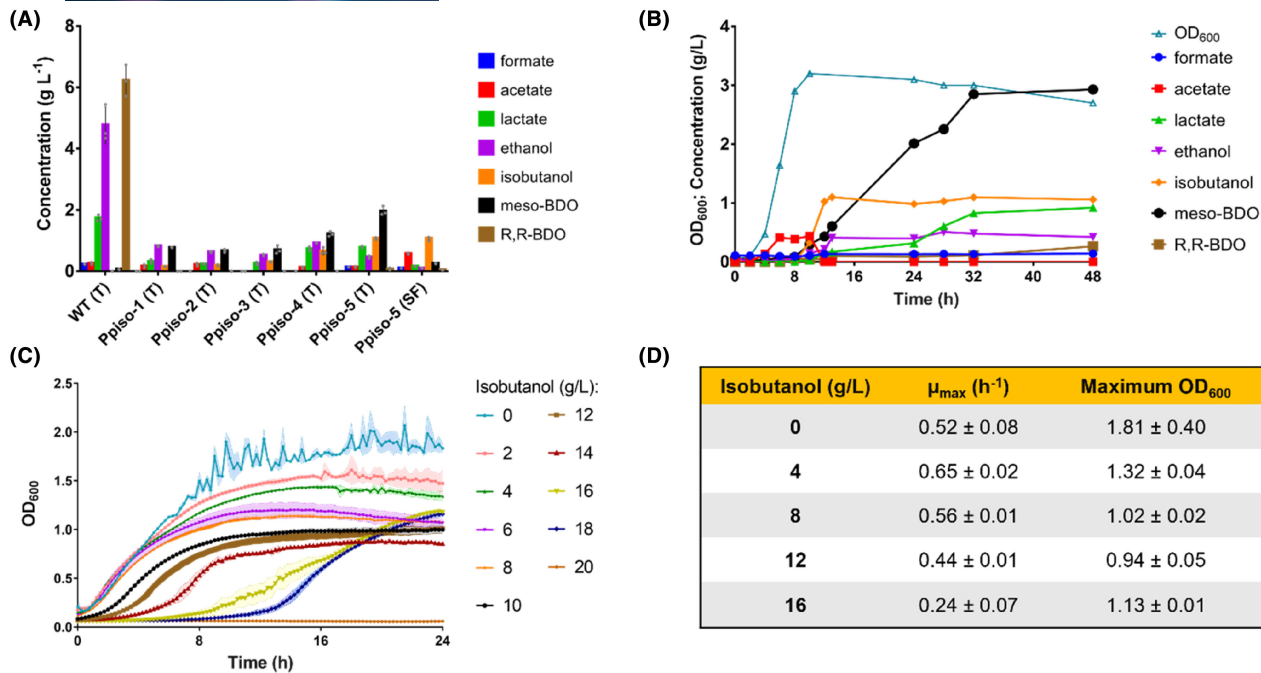 (A)
8
6
4
2
0
Concentration (g L⁻¹)
WT (T)
Ppiso-1 (T)
Ppiso-2 (T)
Ppiso-3 (T)
Ppiso-4 (T)
Ppiso-5 (T)
Ppiso-5 (SF)
formate
acetate
lactate
ethanol
isobutanol
meso-BDO
R,R-BDO
(B)
4
3
2
1
0
OD₆₀₀; Concentration (g/L)
0 8 16 24 32 40 48
Time (h)
OD₆₀₀
formate
acetate
lactate
ethanol
isobutanol
meso-BDO
R,R-BDO
(C)
2.5
2.0
1.5
1.0
0.5
0.0
OD₆₀₀
0 8 16 24
Time (h)
Isobutanol (g/L):
0 12
2 14
4 16
6 18
8 20
10
(D)
Isobutanol (g/L) μₘₐₓ (h⁻¹) Maximum OD₆₀₀
0 0.52 ± 0.08 1.81 ± 0.40
4 0.65 ± 0.02 1.32 ± 0.04
8 0.56 ± 0.01 1.02 ± 0.02
12 0.44 ± 0.01 0.94 ± 0.05
16 0.24 ± 0.07 1.13 ± 0.01